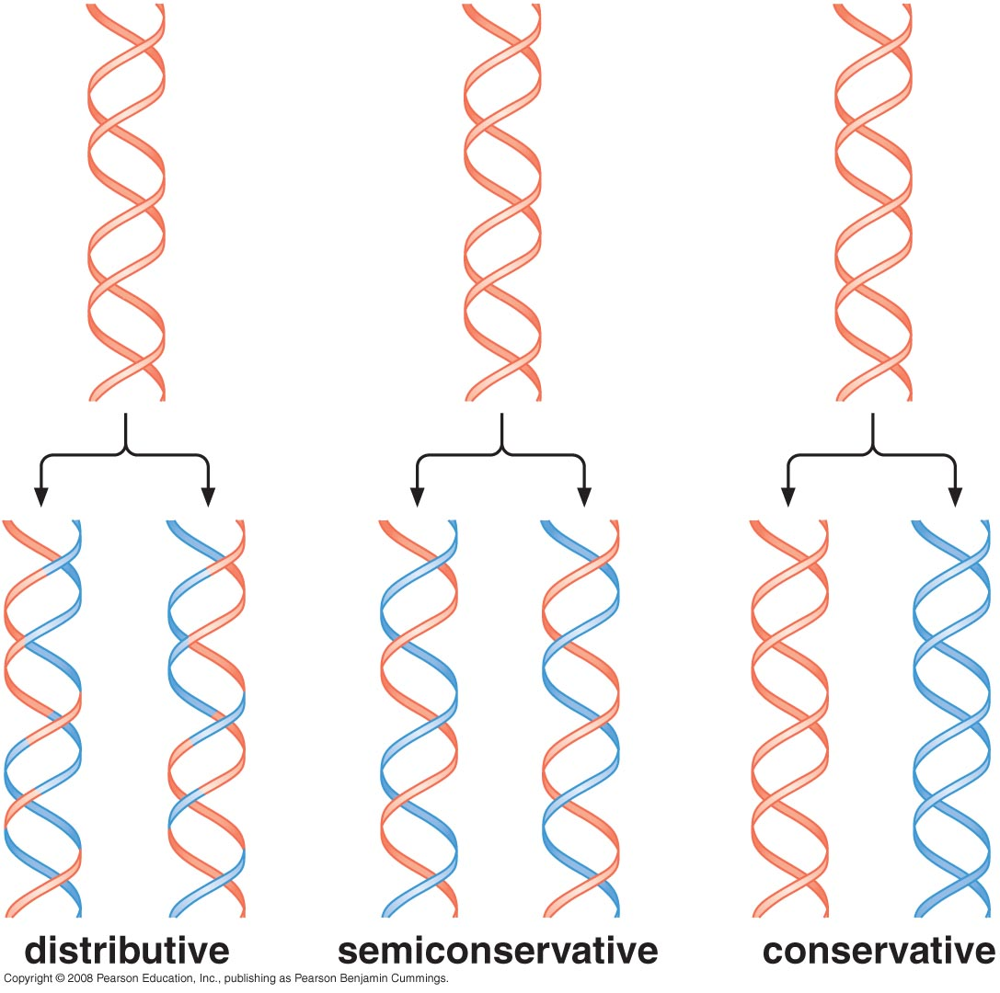 distributive semiconservative conservative
Copyright © 2008 Pearson Education, Inc., publishing as Pearson Benjamin Cummings.